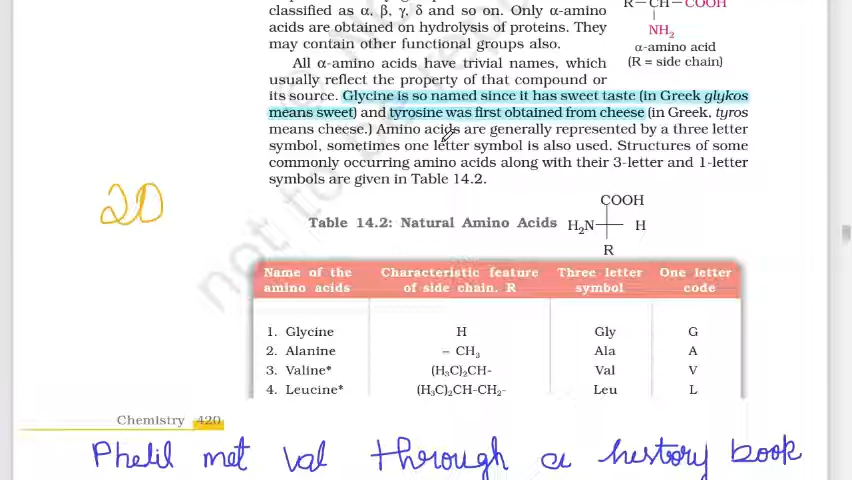 classified as α, β, γ, δ and so on. Only α-amino
acids are obtained on hydrolysis of proteins. They
may contain other functional groups also.
All α-amino acids have trivial names, which
usually reflect the property of that compound or
its source. Glycine is so named since it has sweet taste (in Greek glykos
means sweet) and tyrosine was first obtained from cheese (in Greek, tyros
means cheese.) Amino acids are generally represented by a three letter
symbol, sometimes one letter symbol is also used. Structures of some
commonly occurring amino acids along with their 3-letter and 1-letter
symbols are given in Table 14.2.
R–CH–COOH
NH₂
α-amino acid
(R = side chain)
20
Table 14.2: Natural Amino Acids
COOH
H₂N H
R
Name of the amino acids Characteristic feature of side chain, R Three letter symbol One letter code
1. Glycine H Gly G
2. Alanine – CH₃ Ala A
3. Valine* (H₃C)₂CH- Val V
4. Leucine* (H₃C)₂CH-CH₂- Leu L
Chemistry 420
Phelil met val through a history book
not to be re